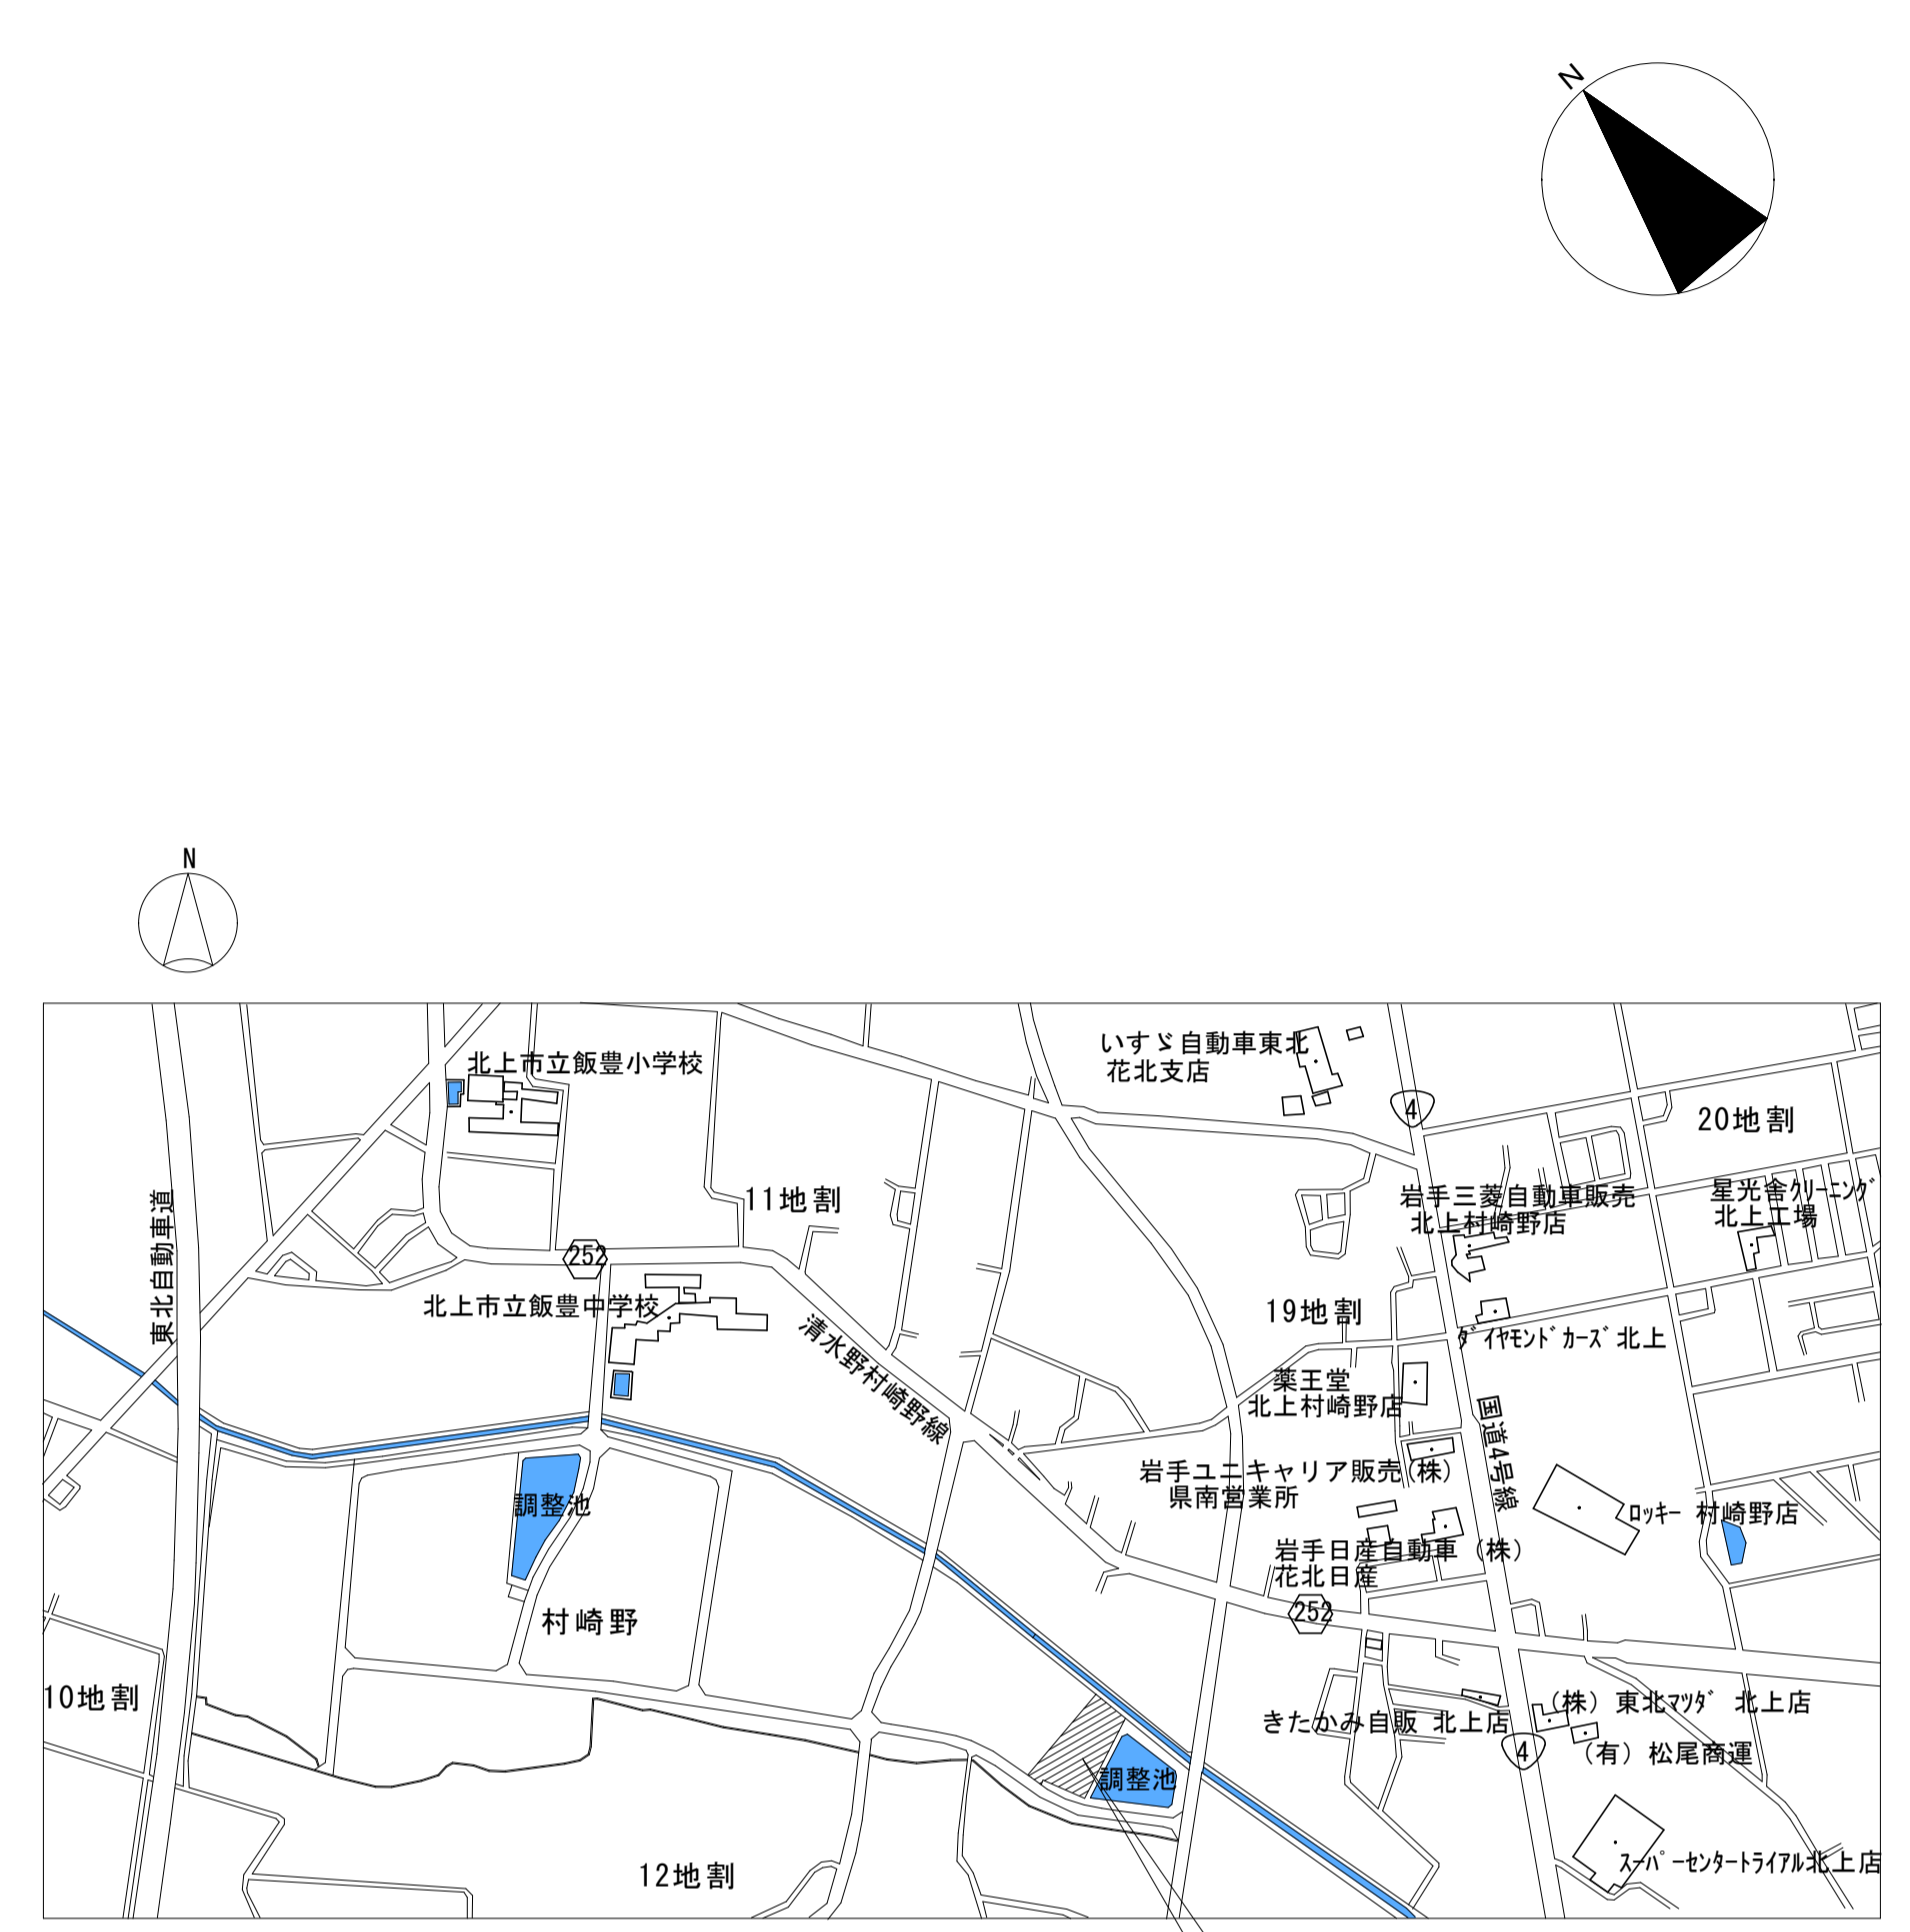 N
N
いすゞ自動車東北
花北支店
北上市立飯豊小学校
4
20地割
11地割
岩手三菱自動車販売
北上村崎野店
星光舎ｸﾘｰﾆﾝｸﾞ
北上工場
東北自動車道
252
北上市立飯豊中学校
19地割
ﾀﾞｲﾔﾓﾝﾄﾞｶｰｽﾞ北上
清水野村崎野線
薬王堂
北上村崎野店
国道4号線
岩手ユニキャリア販売(株)
県南営業所
調整池
ﾛｯｷｰ 村崎野店
岩手日産自動車（株）
花北日産
252
村崎野
10地割
きたかみ自販 北上店
（株）東北ﾏﾂﾀﾞ 北上店
4
（有）松尾商運
調整池
12地割
ｽｰﾊﾟｰｾﾝﾀｰﾄﾗｲｱﾙ北上店